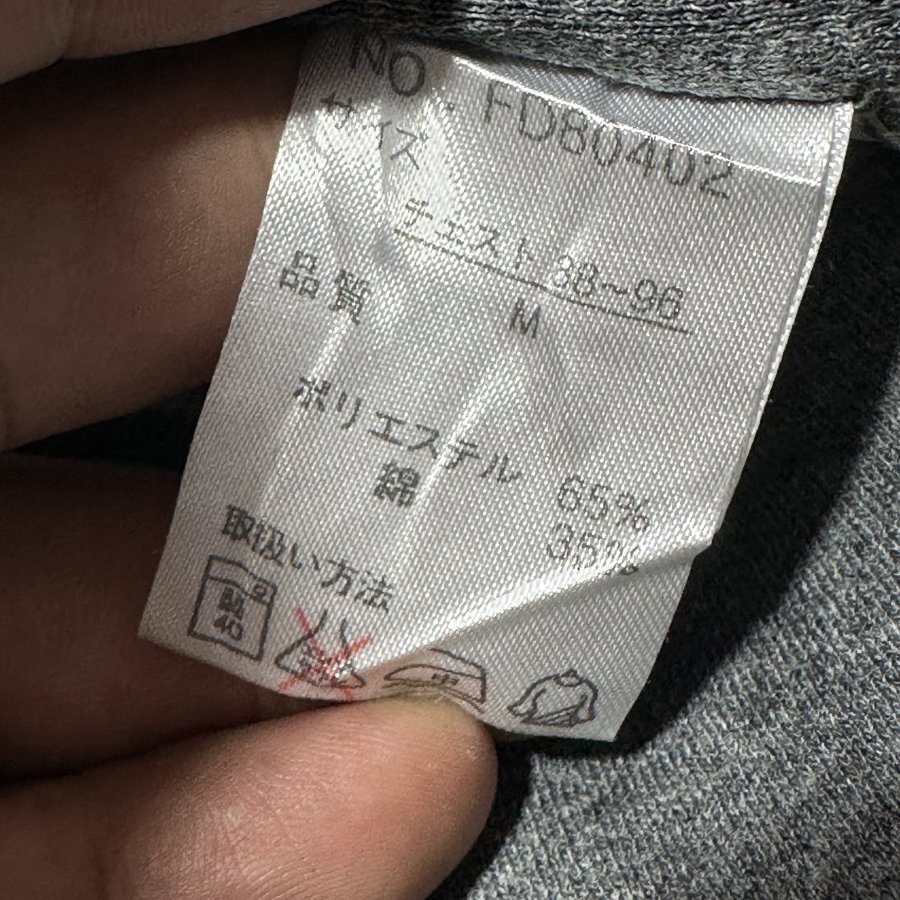 NO. FD80402
サイズ
チェスト 88~96
M
品質
ポリエステル 65%
綿 35%
取扱い方法
40
中